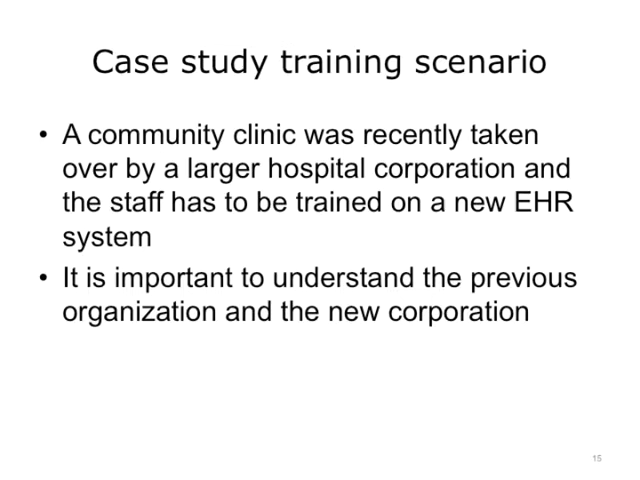 Case study training scenario
• A community clinic was recently taken
over by a larger hospital corporation and
the staff has to be trained on a new EHR
system
• It is important to understand the previous
organization and the new corporation
15